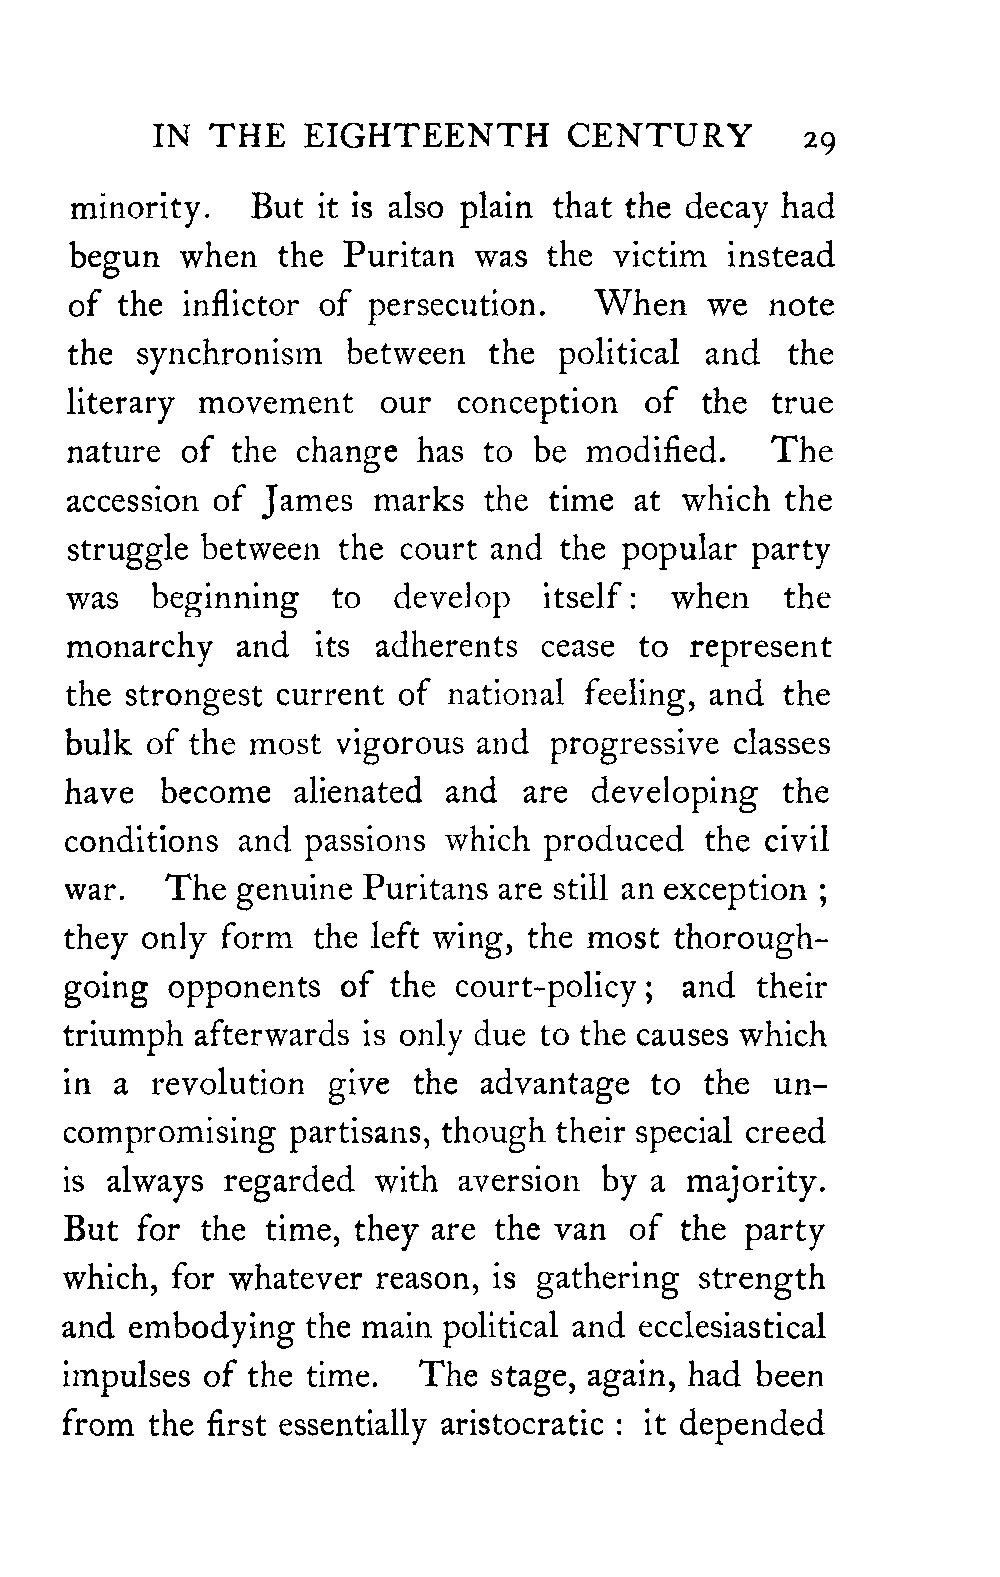 IN THE EIGHTEENTH CENTURY 29
minority. But it is also plain that the decay had
begun when the Puritan was the victim instead
of the inflictor of persecution. When we note
the synchronism between the political and the
literary movement our conception of the true
nature of the change has to be modified. The
accession of James marks the time at which the
struggle between the court and the popular party
was beginning to develop itself: when the
monarchy and its adherents cease to represent
the strongest current of national feeling, and the
bulk of the most vigorous and progressive classes
have become alienated and are developing the
conditions and passions which produced the civil
war. The genuine Puritans are still an exception ;
they only form the left wing, the most thorough-
going opponents of the court-policy; and their
triumph afterwards is only due to the causes which
in a revolution give the advantage to the un-
compromising partisans, though their special creed
is always regarded with aversion by a majority.
But for the time, they are the van of the party
which, for whatever reason, is gathering strength
and embodying the main political and ecclesiastical
impulses of the time. The stage, again, had been
from the first essentially aristocratic : it depended